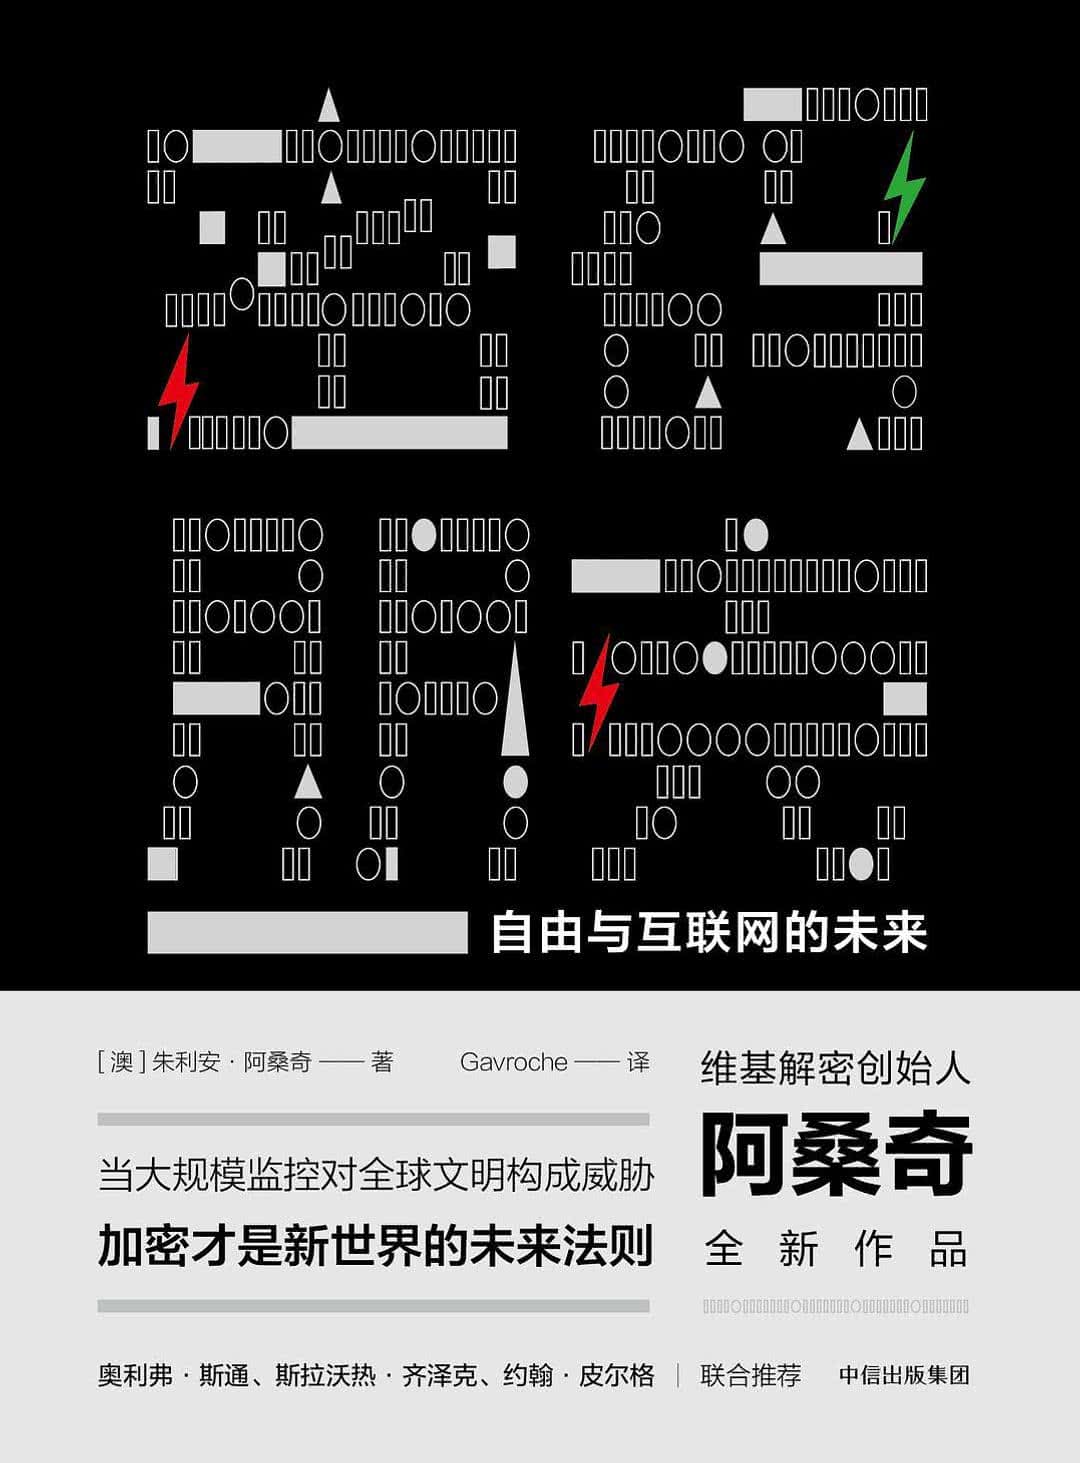 密码
朋克
自由与互联网的未来
[ 澳 ] 朱利安 · 阿桑奇 —— 著
Gavroche —— 译
当大规模监控对全球文明构成威胁
加密才是新世界的未来法则
维基解密创始人
阿桑奇
全新作品
奥利弗 · 斯通、斯拉沃热 · 齐泽克、约翰 · 皮尔格 | 联合推荐
中信出版集团